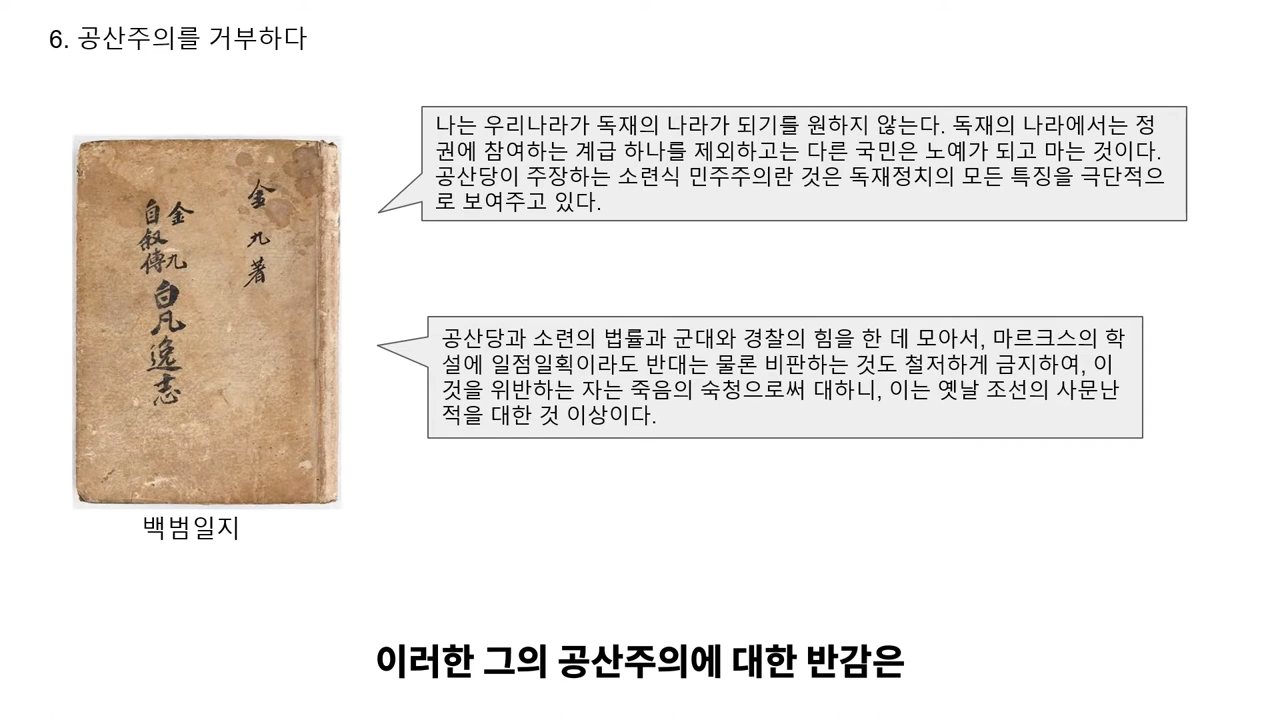 6. 공산주의를 거부하다
나는 우리나라가 독재의 나라가 되기를 원하지 않는다. 독재의 나라에서는 정
권에 참여하는 계급 하나를 제외하고는 다른 국민은 노예가 되고 마는 것이다.
공산당이 주장하는 소련식 민주주의란 것은 독재정치의 모든 특징을 극단적으
로 보여주고 있다.
金九著
金九
自叙傳
白凡逸志
공산당과 소련의 법률과 군대와 경찰의 힘을 한 데 모아서, 마르크스의 학
설에 일점일획이라도 반대는 물론 비판하는 것도 철저하게 금지하여, 이
것을 위반하는 자는 죽음의 숙청으로써 대하니, 이는 옛날 조선의 사문난
적을 대한 것 이상이다.
백범일지
이러한 그의 공산주의에 대한 반감은